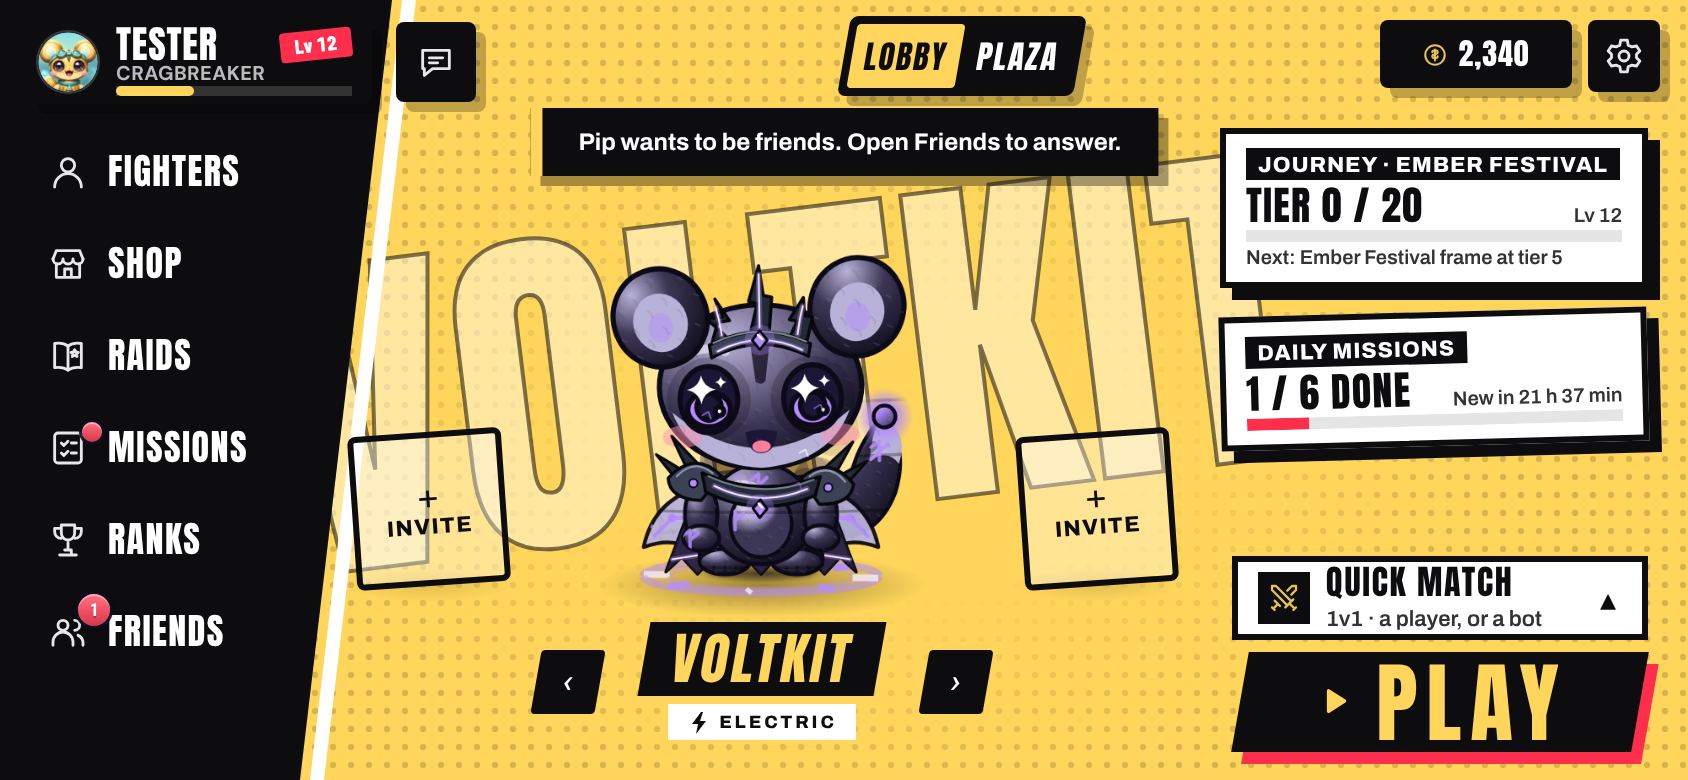 TESTER
Lv 12
CRAGBREAKER
LOBBY PLAZA
2,340
Pip wants to be friends. Open Friends to answer.
FIGHTERS
SHOP
RAIDS
MISSIONS
RANKS
1
FRIENDS
VOLTKIT
+
INVITE
+
INVITE
‹
VOLTKIT
›
ELECTRIC
JOURNEY · EMBER FESTIVAL
TIER 0 / 20
Lv 12
Next: Ember Festival frame at tier 5
DAILY MISSIONS
1 / 6 DONE
New in 21 h 37 min
QUICK MATCH
1v1 · a player, or a bot
PLAY